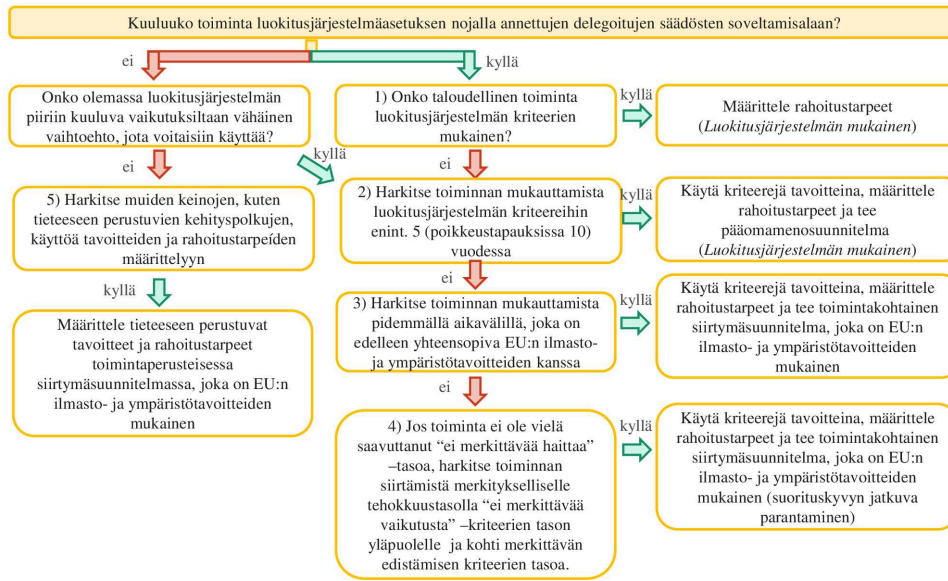 Kuuluuko toiminta luokitusjärjestelmäasetuksen nojalla annettujen delegoitujen säädösten soveltamisalaan?
ei
kyllä
Onko olemassa luokitusjärjestelmän
piiriin kuuluva vaikutuksiltaan vähäinen
vaihtoehto, jota voitaisiin käyttää?
1) Onko taloudellinen toiminta
luokitusjärjestelmän kriteerien
mukainen?
kyllä
Määrittele rahoitustarpeet
(Luokitusjärjestelmän mukainen)
ei
kyllä
ei
5) Harkitse muiden keinojen, kuten
tieteeseen perustuvien kehityspolkujen,
käyttöä tavoitteiden ja rahoitustarpeiden
määrittelyyn
2) Harkitse toiminnan mukauttamista
luokitusjärjestelmän kriteereihin
enint. 5 (poikkeustapauksissa 10)
vuodessa
kyllä
Käytä kriteerejä tavoitteina, määrittele
rahoitustarpeet ja tee
pääomamenosuunnitelma
(Luokitusjärjestelmän mukainen)
kyllä
ei
Määrittele tieteeseen perustuvat
tavoitteet ja rahoitustarpeet
toimintaperusteisessa
siirtymäsuunnitelmassa, joka on EU:n
ilmasto- ja ympäristötavoitteiden
mukainen
3) Harkitse toiminnan mukauttamista
pidemmällä aikavälillä, joka on
edelleen yhteensopiva EU:n ilmasto-
ja ympäristötavoitteiden kanssa
kyllä
Käytä kriteerejä tavoitteina, määrittele
rahoitustarpeet ja tee toimintakohtainen
siirtymäsuunnitelma, joka on EU:n
ilmasto- ja ympäristötavoitteiden
mukainen
ei
4) Jos toiminta ei ole vielä
saavuttanut “ei merkittävää haittaa”
–tasoa, harkitse toiminnan
siirtämistä merkitykselliselle
tehokkuustasolla “ei merkittävää
vaikutusta” –kriteerien tason
yläpuolelle ja kohti merkittävän
edistämisen kriteerien tasoa.
kyllä
Käytä kriteerejä tavoitteina, määrittele
rahoitustarpeet ja tee toimintakohtainen
siirtymäsuunnitelma, joka on EU:n
ilmasto- ja ympäristötavoitteiden
mukainen (suorituskyvyn jatkuva
parantaminen)